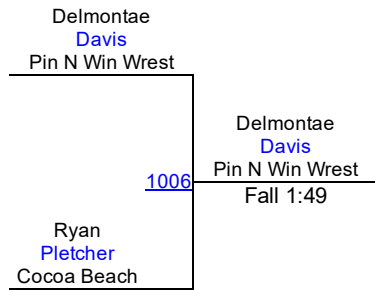 Delmontae
Davis
Pin N Win Wrest
Delmontae
Davis
Pin N Win Wrest
1006
Fall 1:49
Ryan
Pletcher
Cocoa Beach